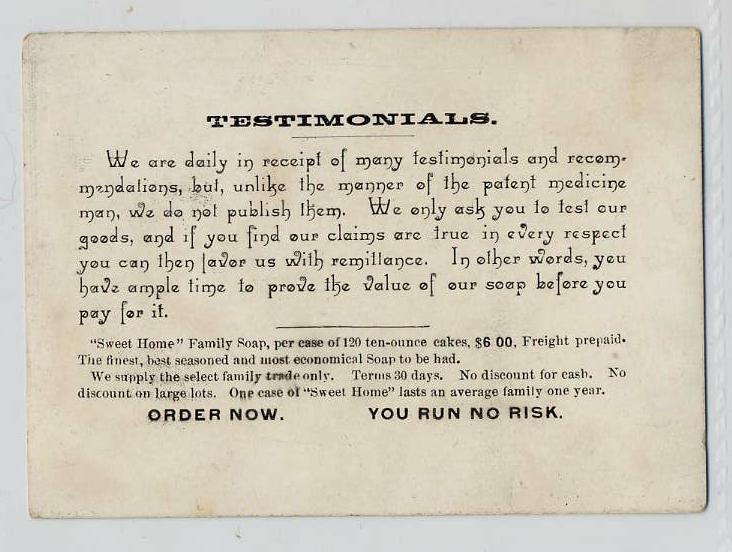 TESTIMONIALS.
We are daily in receipt of many testimonials and recom-
mendations, but, unlike the manner of the patent medicine
man, we do not publish them. We only ask you to test our
goods, and if you find our claims are true in every respect
you can then favor us with remittance. In other words, you
have ample time to prove the value of our soap before you
pay for it.
"Sweet Home" Family Soap, per case of 120 ten-ounce cakes, $6 00. Freight prepaid.
The finest, best seasoned and most economical Soap to be had.
We supply the select family trade only. Terms 30 days. No discount for cash. No
discount on large lots. One case of "Sweet Home" lasts an average family one year.
ORDER NOW. YOU RUN NO RISK.